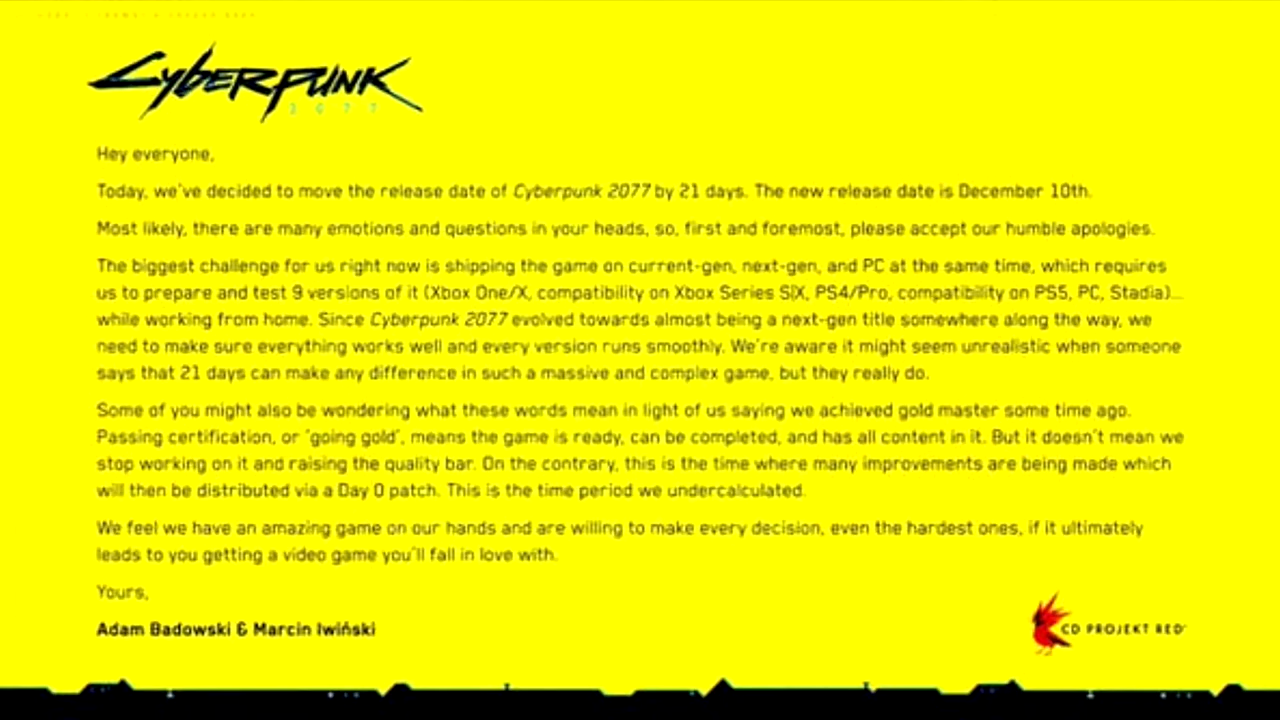 Cyberpunk
2077
Hey everyone,
Today, we've decided to move the release date of Cyberpunk 2077 by 21 days. The new release date is December 10th.
Most likely, there are many emotions and questions in your heads, so, first and foremost, please accept our humble apologies.
The biggest challenge for us right now is shipping the game on current-gen, next-gen, and PC at the same time, which requires
us to prepare and test 9 versions of it (Xbox One/X, compatibility on Xbox Series S|X, PS4/Pro, compatibility on PS5, PC, Stadia)...
while working from home. Since Cyberpunk 2077 evolved towards almost being a next-gen title somewhere along the way, we
need to make sure everything works well and every version runs smoothly. We're aware it might seem unrealistic when someone
says that 21 days can make any difference in such a massive and complex game, but they really do.
Some of you might also be wondering what these words mean in light of us saying we achieved gold master some time ago.
Passing certification, or 'going gold', means the game is ready, can be completed, and has all content in it. But it doesn't mean we
stop working on it and raising the quality bar. On the contrary, this is the time where many improvements are being made which
will then be distributed via a Day 0 patch. This is the time period we undercalculated.
We feel we have an amazing game on our hands and are willing to make every decision, even the hardest ones, if it ultimately
leads to you getting a video game you'll fall in love with.
Yours,
Adam Badowski & Marcin Iwiński
CD PROJEKT RED